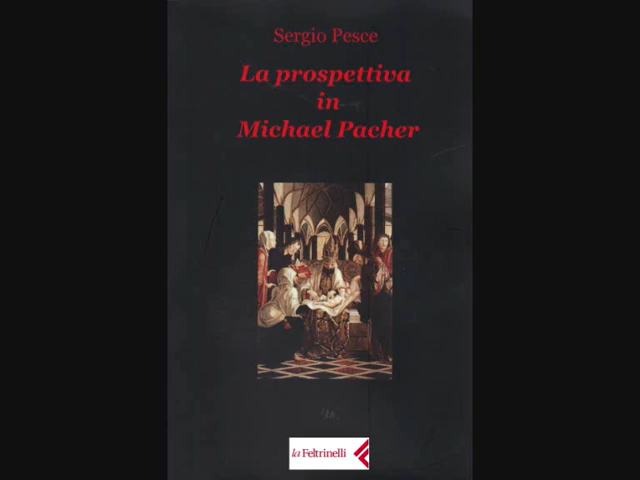 Sergio Pesce
La prospettiva
in
Michael Pacher
la Feltrinelli